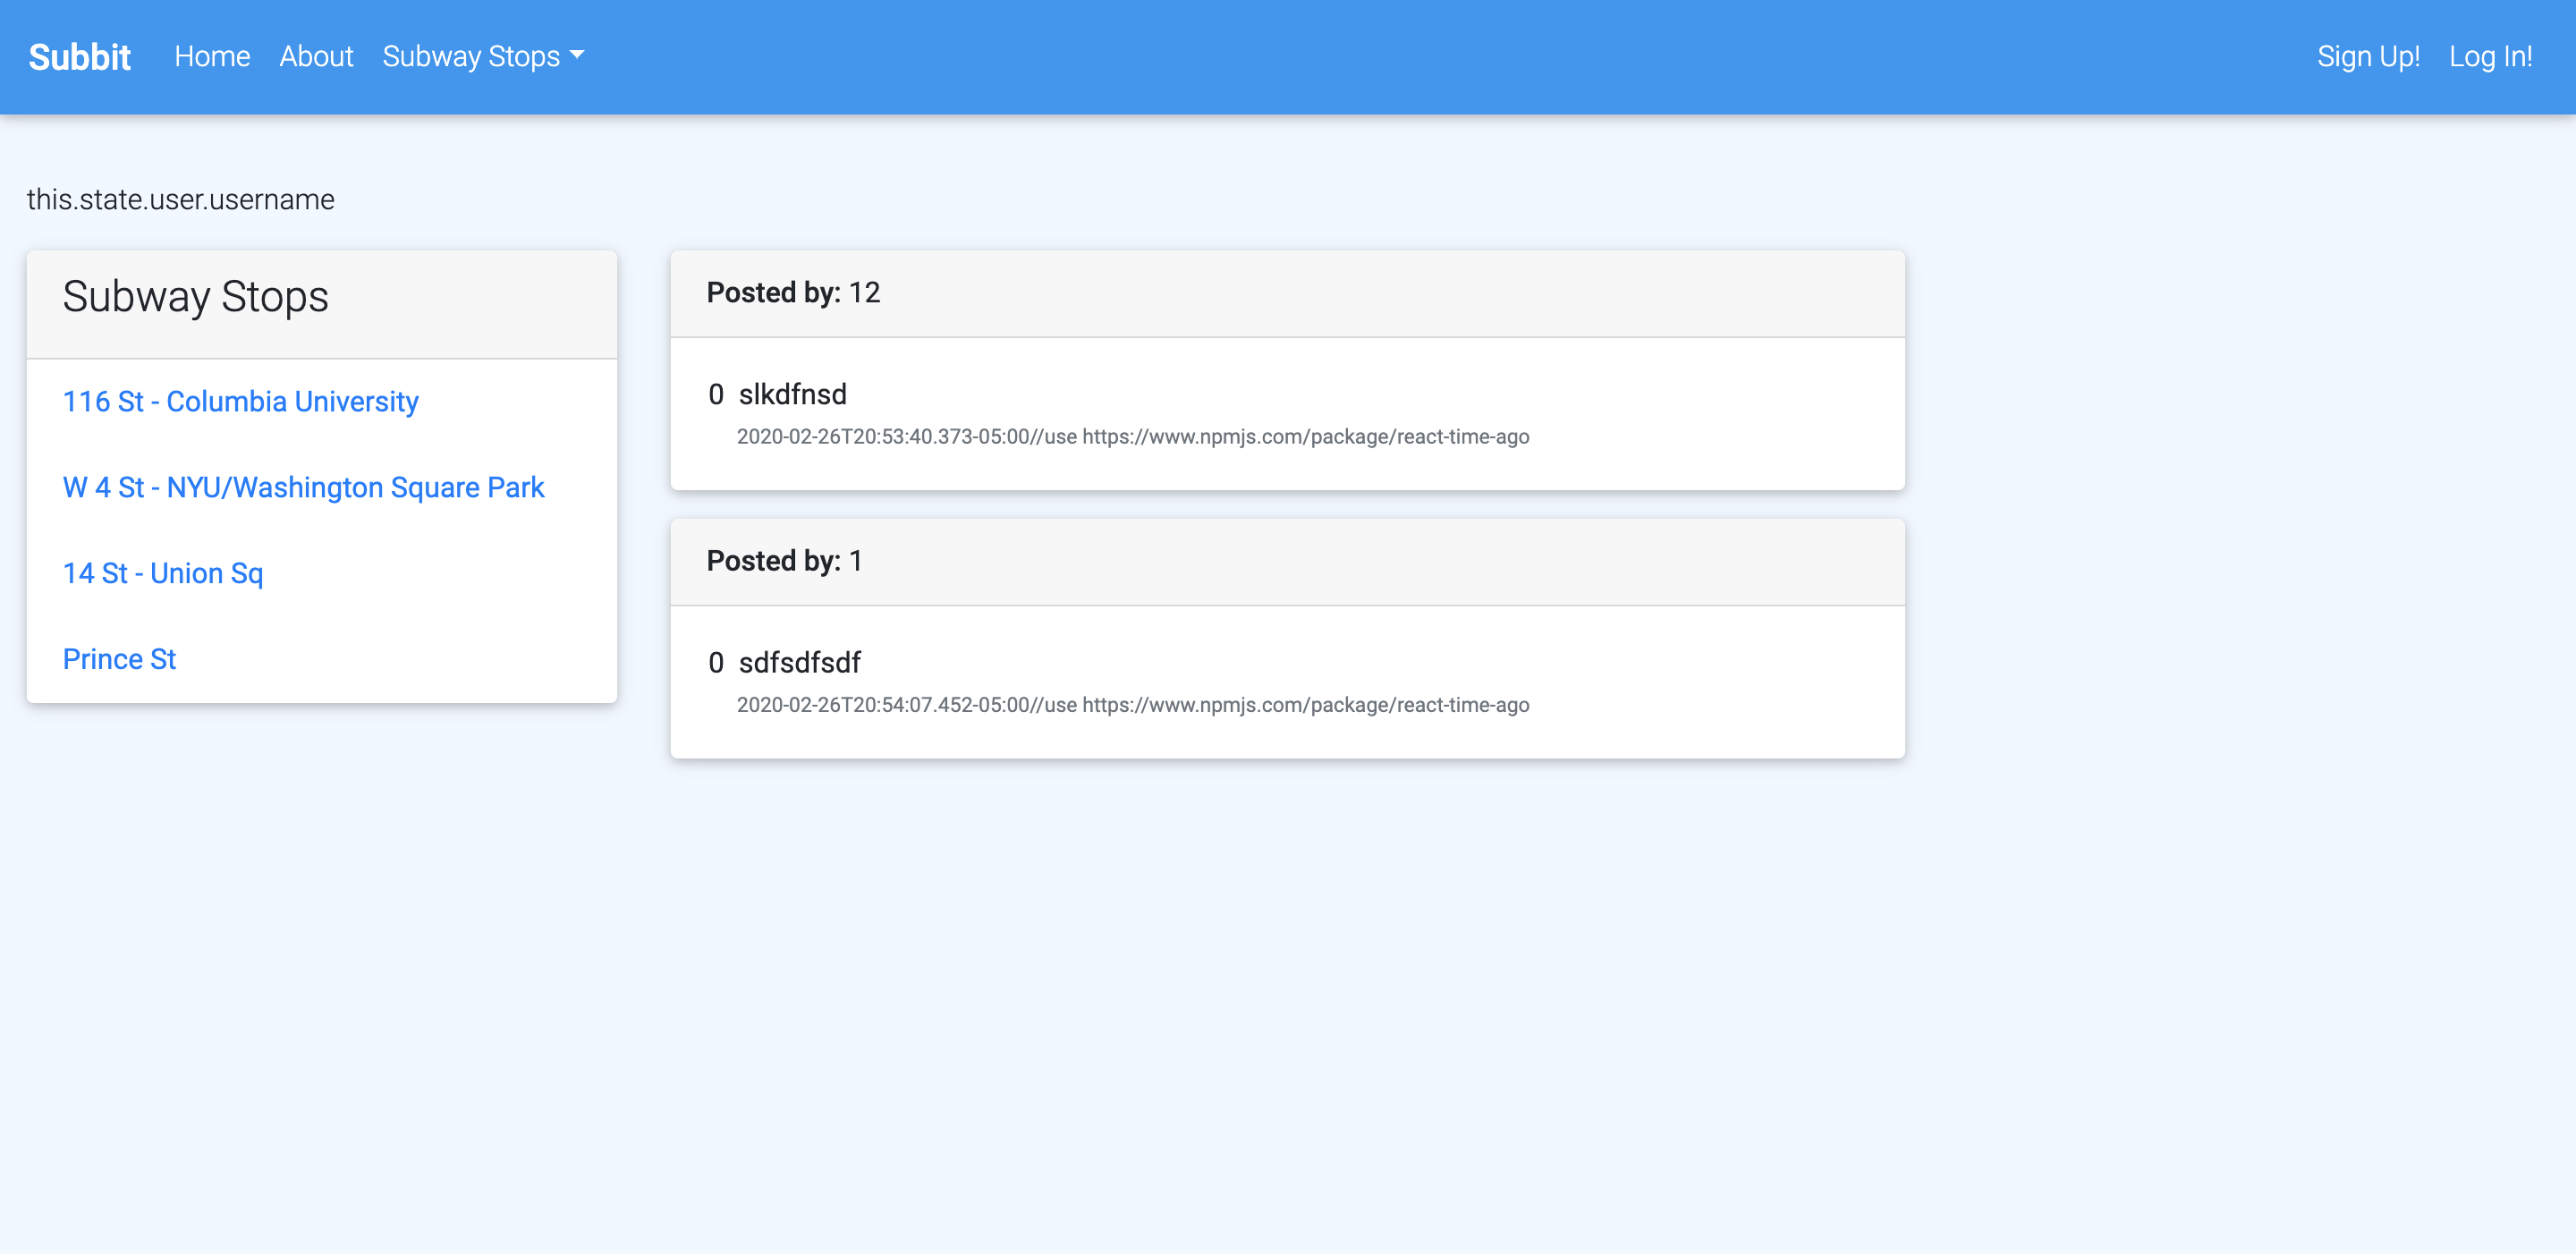 Subbit Home About Subway Stops Sign Up! Log In!
this.state.user.username
Subway Stops
116 St - Columbia University
W 4 St - NYU/Washington Square Park
14 St - Union Sq
Prince St
Posted by: 12
0 slkdfnsd
2020-02-26T20:53:40.373-05:00//use https://www.npmjs.com/package/react-time-ago
Posted by: 1
0 sdfsdfsdf
2020-02-26T20:54:07.452-05:00//use https://www.npmjs.com/package/react-time-ago